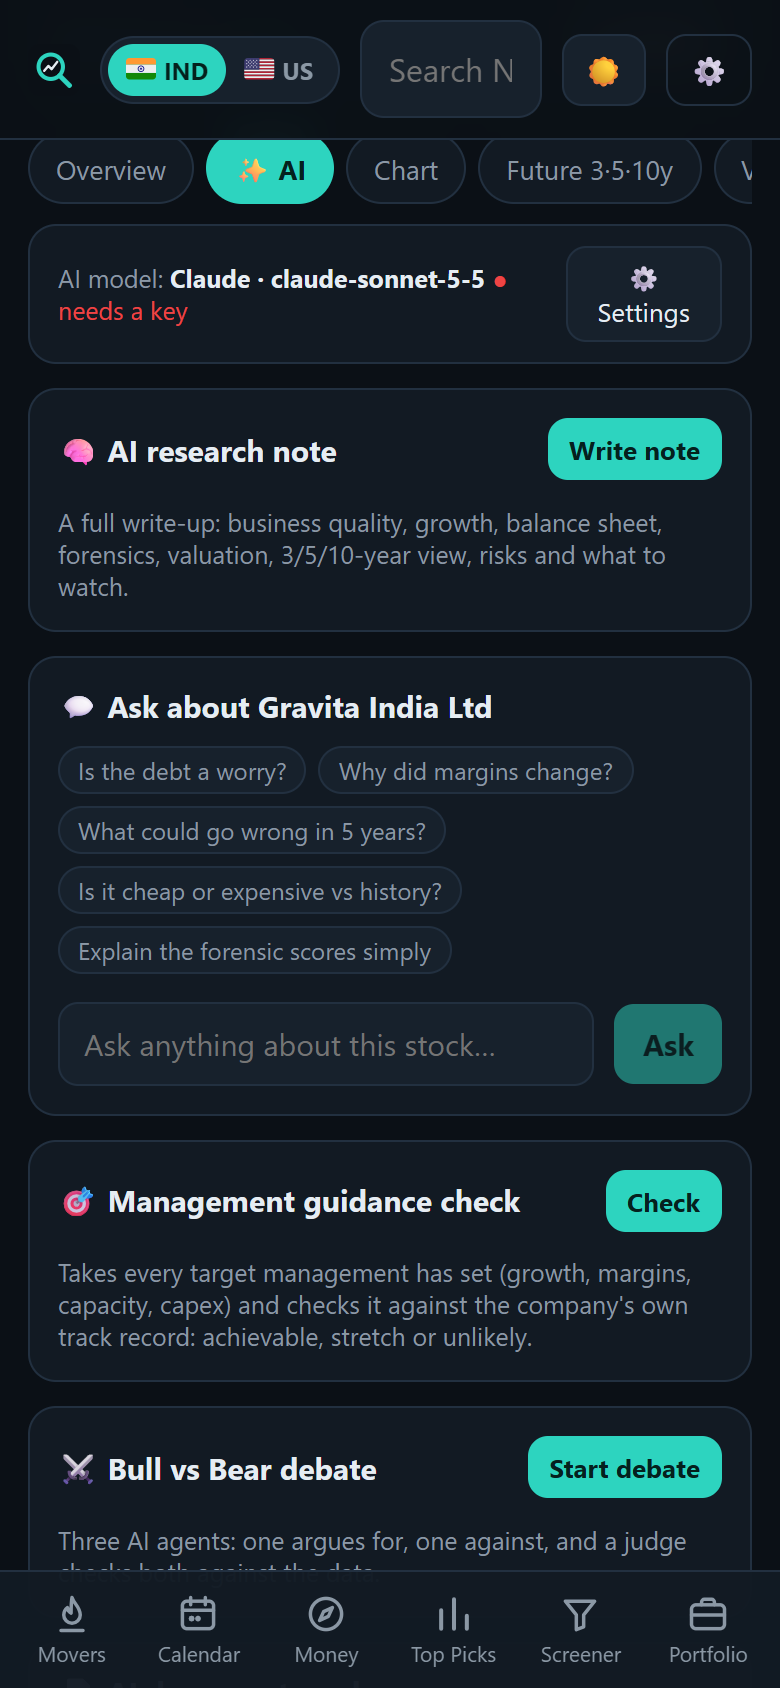 IND
US
Search N
Overview
AI
Chart
Future 3·5·10y
AI model: Claude · claude-sonnet-5-5 ●
needs a key
Settings
AI research note
Write note
A full write-up: business quality, growth, balance sheet,
forensics, valuation, 3/5/10-year view, risks and what to
watch.
Ask about Gravita India Ltd
Is the debt a worry?
Why did margins change?
What could go wrong in 5 years?
Is it cheap or expensive vs history?
Explain the forensic scores simply
Ask anything about this stock...
Ask
Management guidance check
Check
Takes every target management has set (growth, margins,
capacity, capex) and checks it against the company's own
track record: achievable, stretch or unlikely.
Bull vs Bear debate
Start debate
Three AI agents: one argues for, one against, and a judge
checks both against the data.
Movers
Calendar
Money
Top Picks
Screener
Portfolio